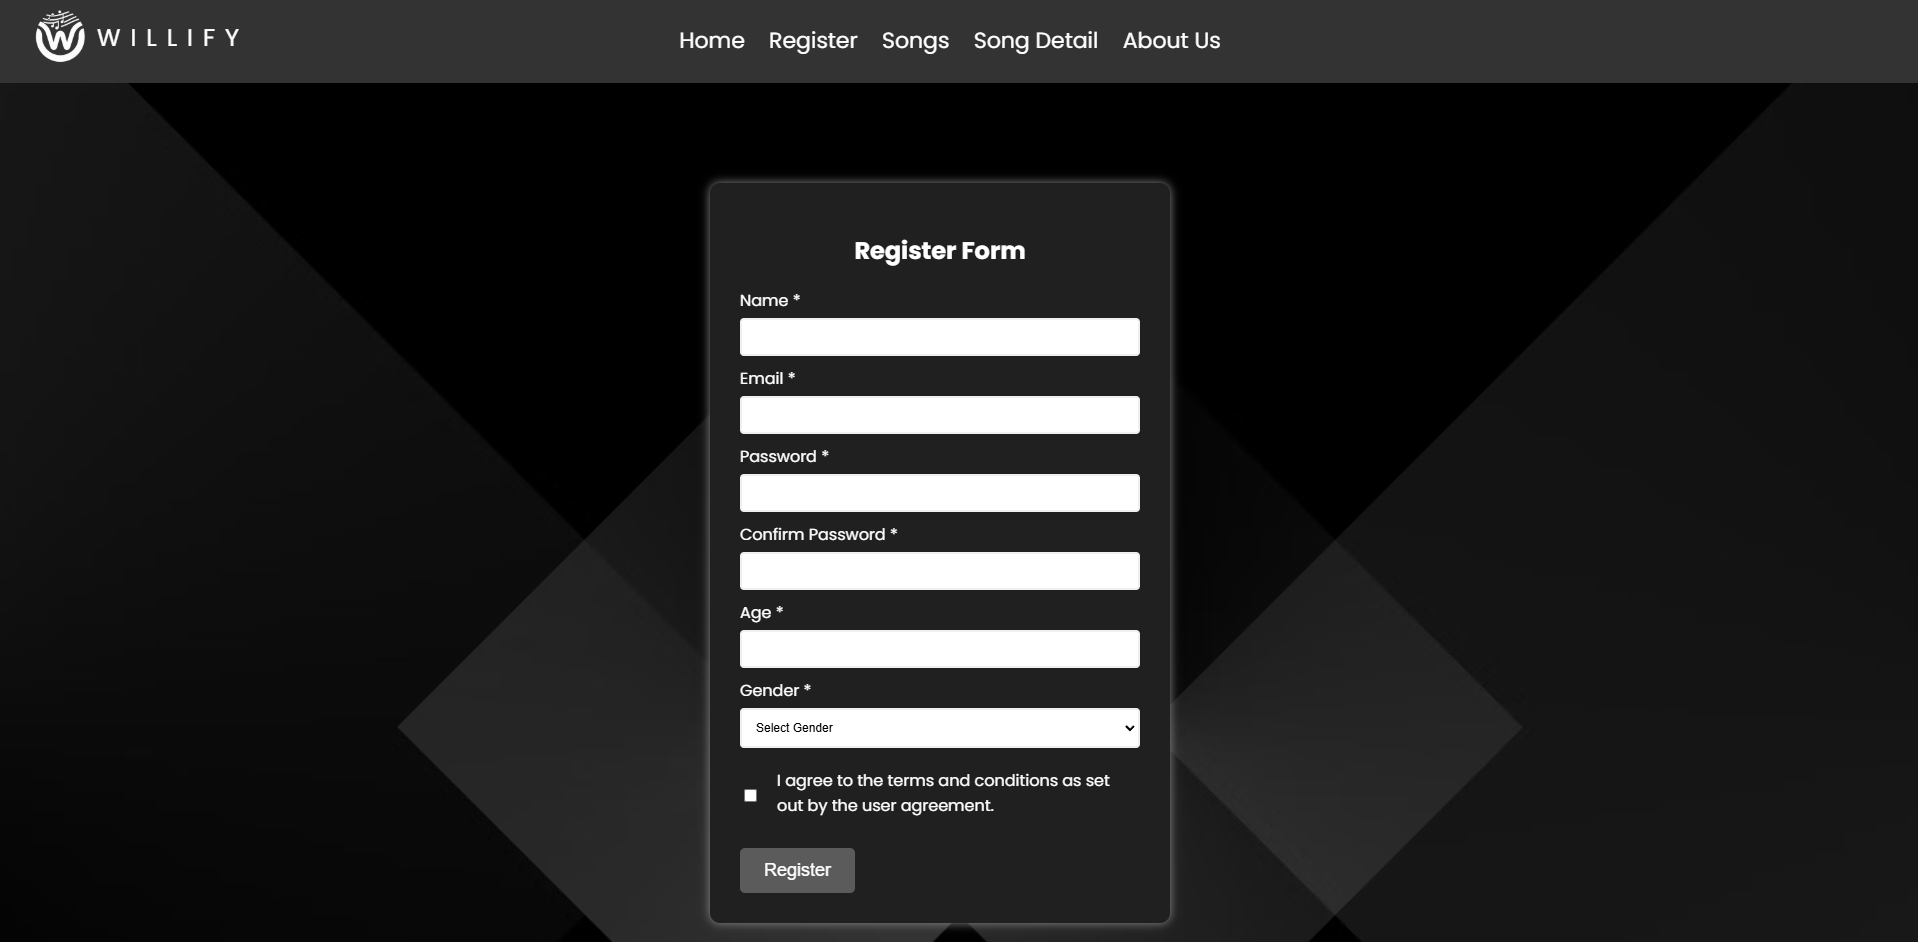 WILLIFY
Home Register Songs Song Detail About Us
Register Form
Name *
Email *
Password *
Confirm Password *
Age *
Gender *
Select Gender
I agree to the terms and conditions as set
out by the user agreement.
Register